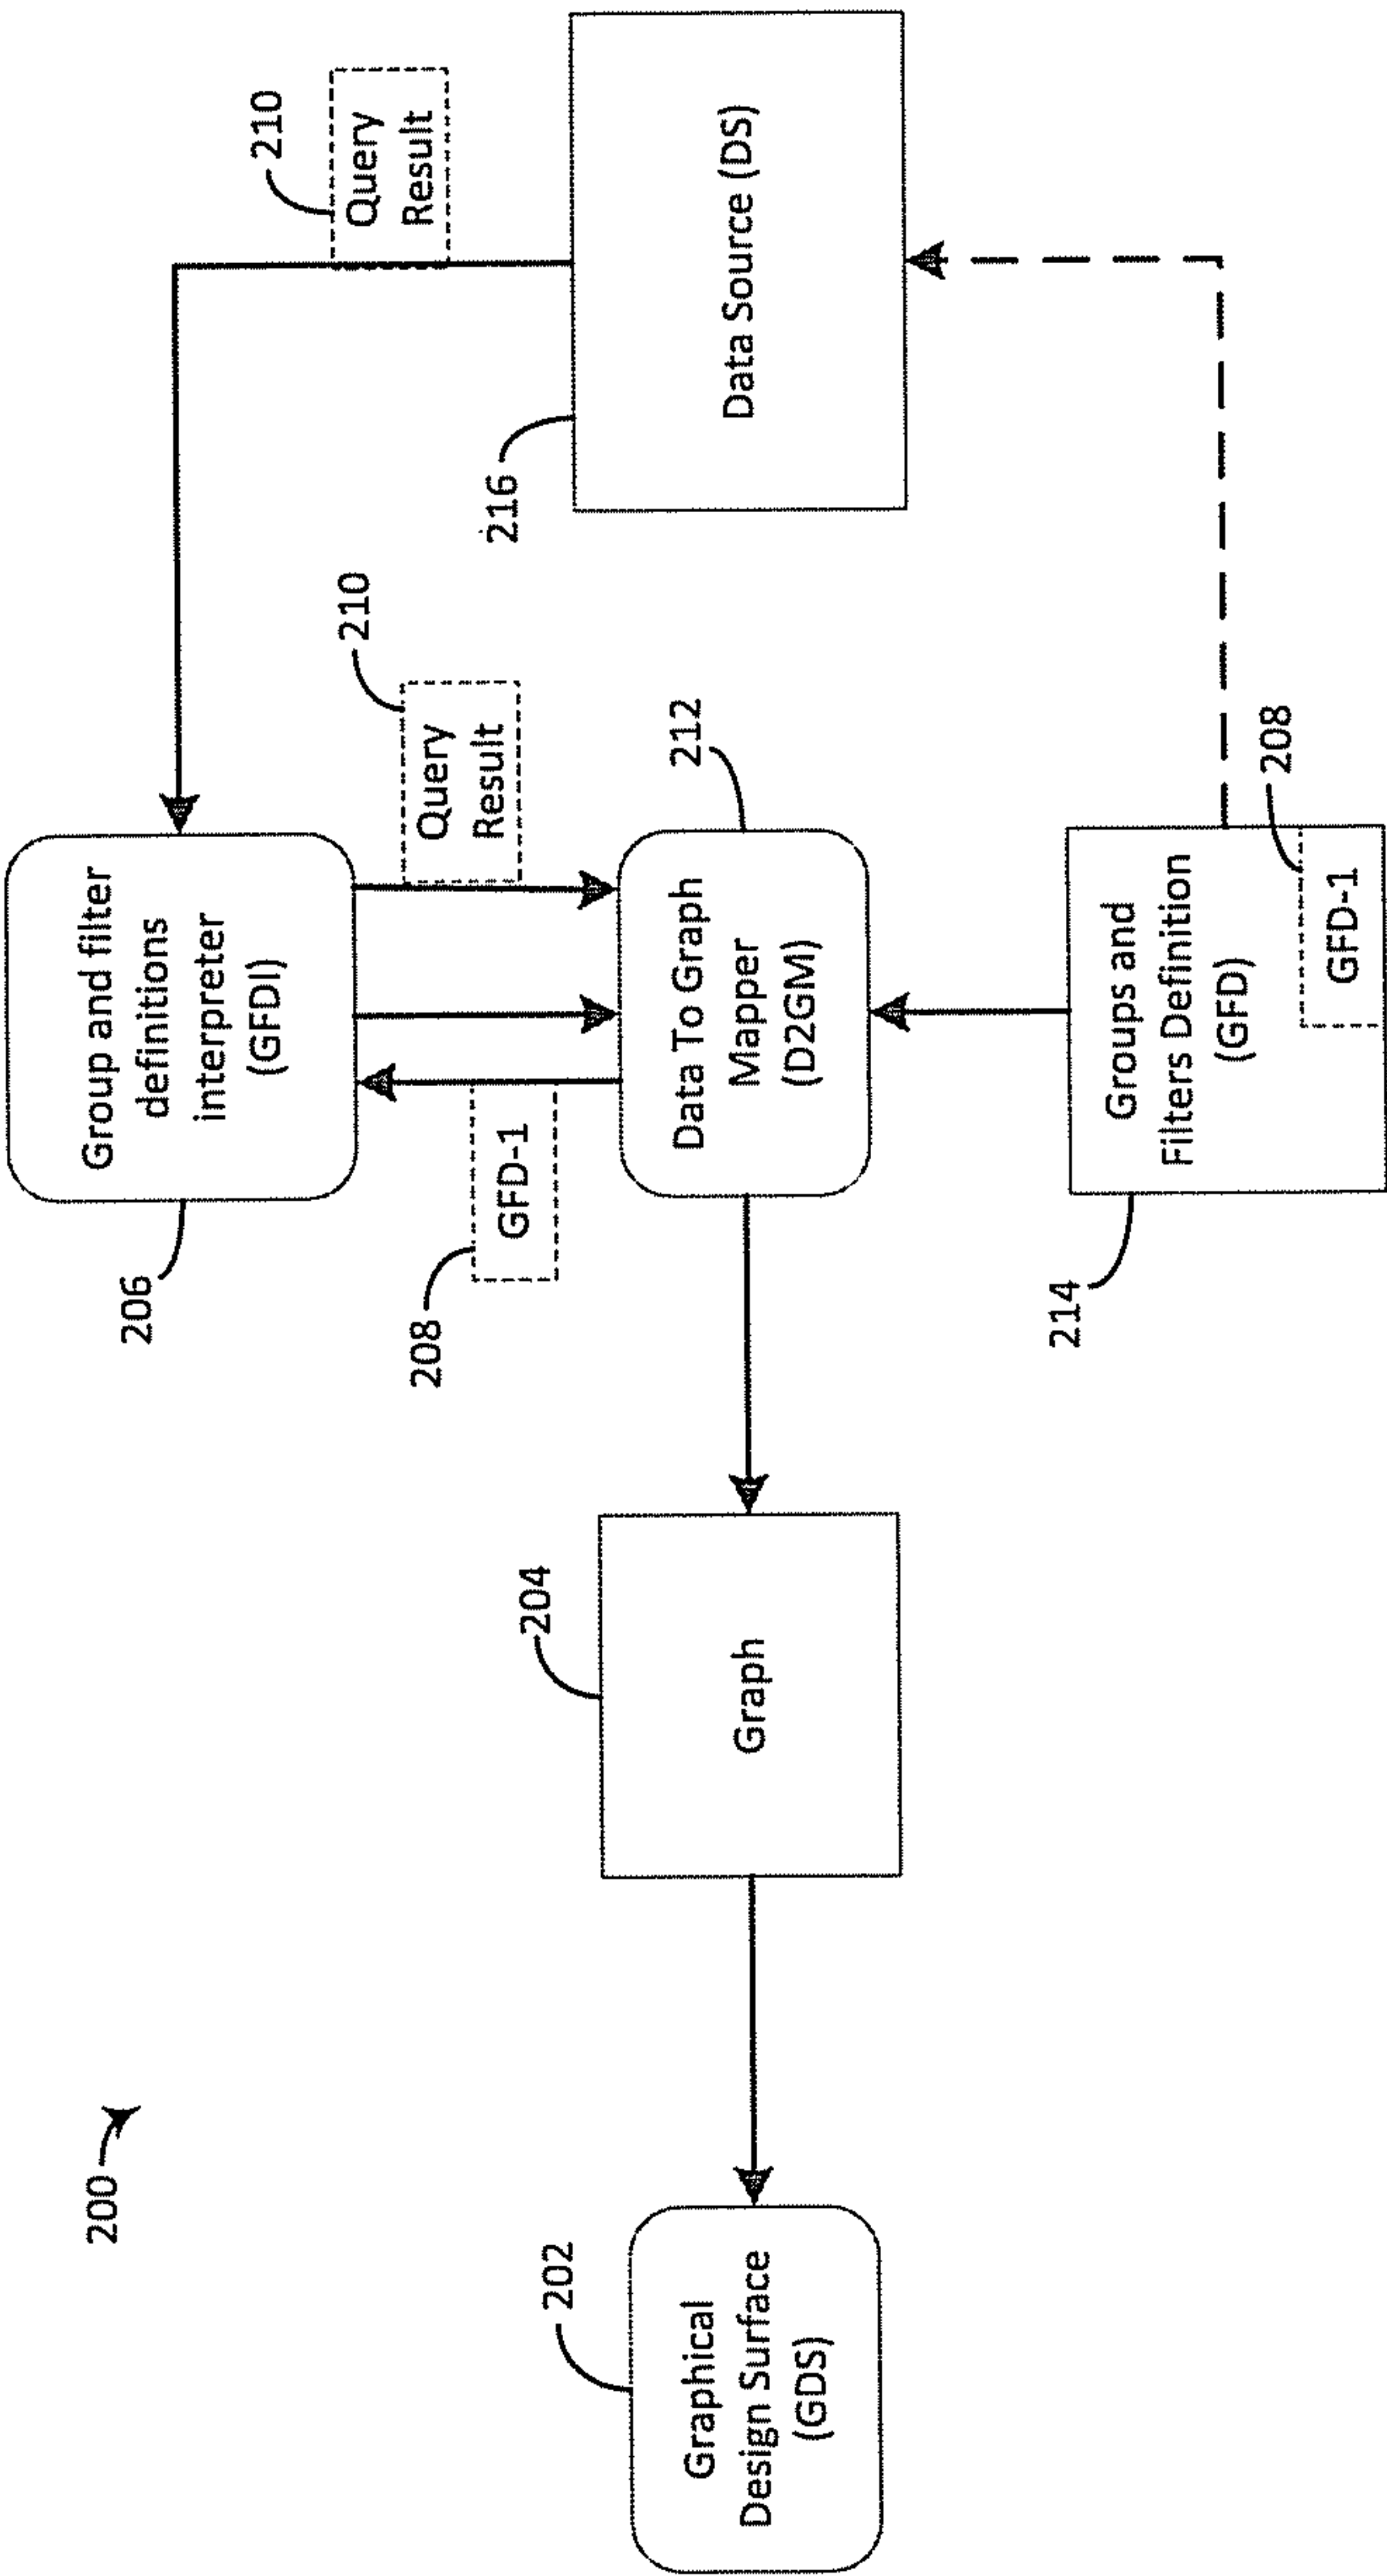 200
Graphical
Design Surface
(GDS)
202
Graph
204
Group and filter
definitions
interpreter
(GFDI)
206
GFD-1
208
Query
Result
210
Data To Graph
Mapper
(D2GM)
212
Groups and
Filters Definition
(GFD)
GFD-1
208
214
Query
Result
210
Data Source (DS)
216